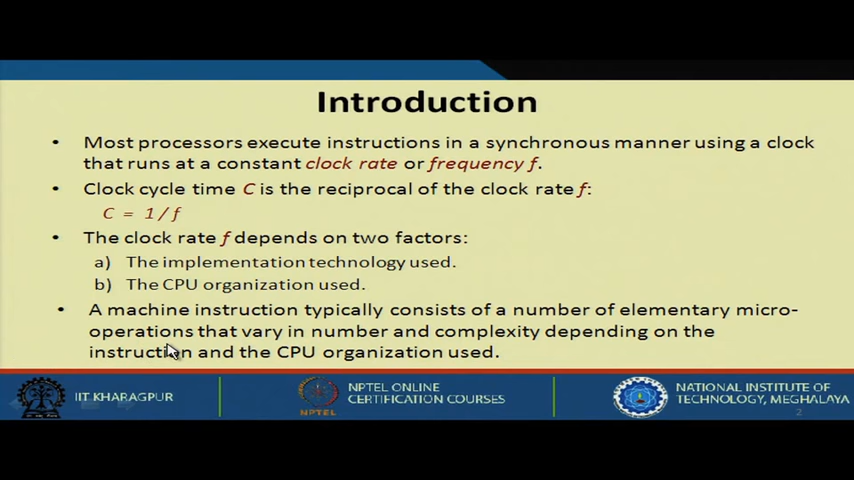 Introduction
• Most processors execute instructions in a synchronous manner using a clock
that runs at a constant clock rate or frequency f.
• Clock cycle time C is the reciprocal of the clock rate f:
C = 1 / f
• The clock rate f depends on two factors:
a) The implementation technology used.
b) The CPU organization used.
• A machine instruction typically consists of a number of elementary micro-
operations that vary in number and complexity depending on the
instruction and the CPU organization used.
IIT KHARAGPUR
NPTEL
NPTEL ONLINE
CERTIFICATION COURSES
NATIONAL INSTITUTE OF
TECHNOLOGY, MEGHALAYA
2